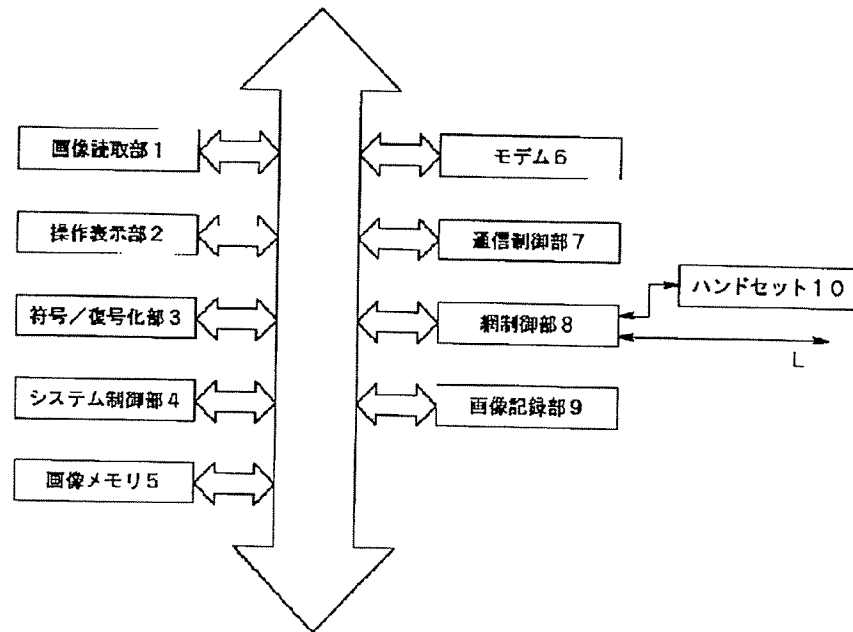 画像読取部1
操作表示部2
符号／復号化部3
システム制御部4
画像メモリ5
モデム6
通信制御部7
網制御部8
画像記録部9
ハンドセット10
L